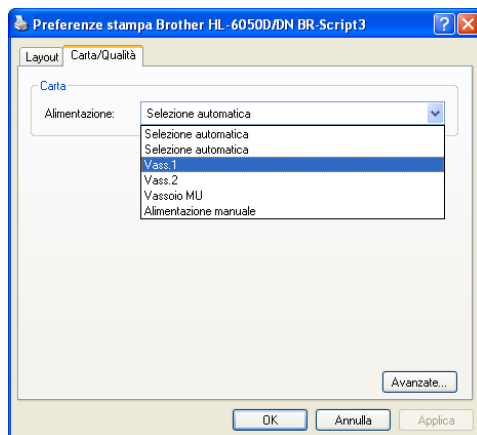 Preferenze stampa Brother HL-6050D/DN BR-Script3
Layout Carta/Qualità
Carta
Alimentazione: Selezione automatica
Selezione automatica
Selezione automatica
Vass.1
Vass.2
Vassoio MU
Alimentazione manuale
Avanzate...
OK Annulla Applica